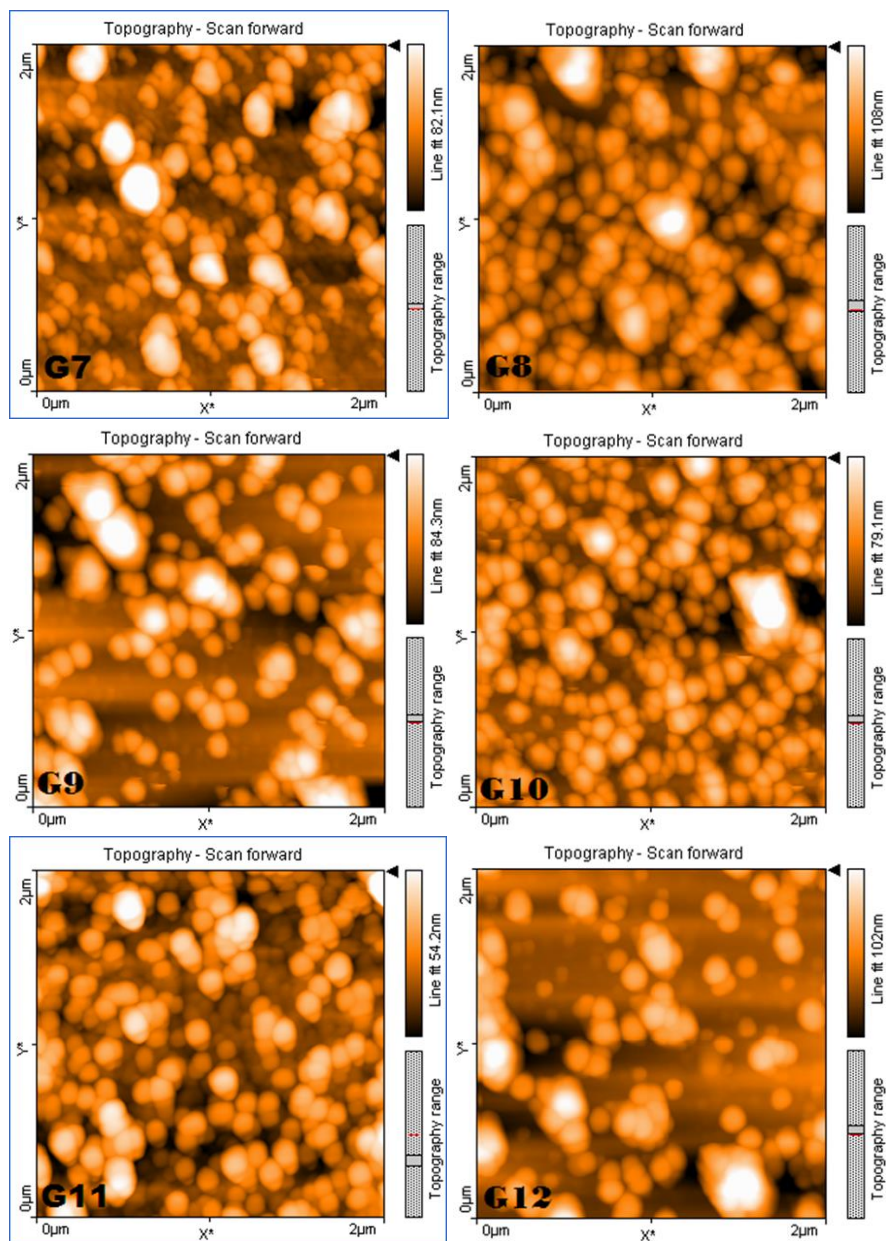 Topography - Scan forward
2µm
Y*
0µm
0µm
X*
2µm
Line fit 82.1nm
Topography range
G7
Topography - Scan forward
2µm
Y*
0µm
0µm
X*
2µm
Line fit 108nm
Topography range
G8
Topography - Scan forward
2µm
Y*
0µm
0µm
X*
2µm
Line fit 84.3nm
Topography range
G9
Topography - Scan forward
2µm
Y*
0µm
0µm
X*
2µm
Line fit 79.1nm
Topography range
G10
Topography - Scan forward
2µm
Y*
0µm
0µm
X*
2µm
Line fit 54.2nm
Topography range
G11
Topography - Scan forward
2µm
Y*
0µm
0µm
X*
2µm
Line fit 102nm
Topography range
G12